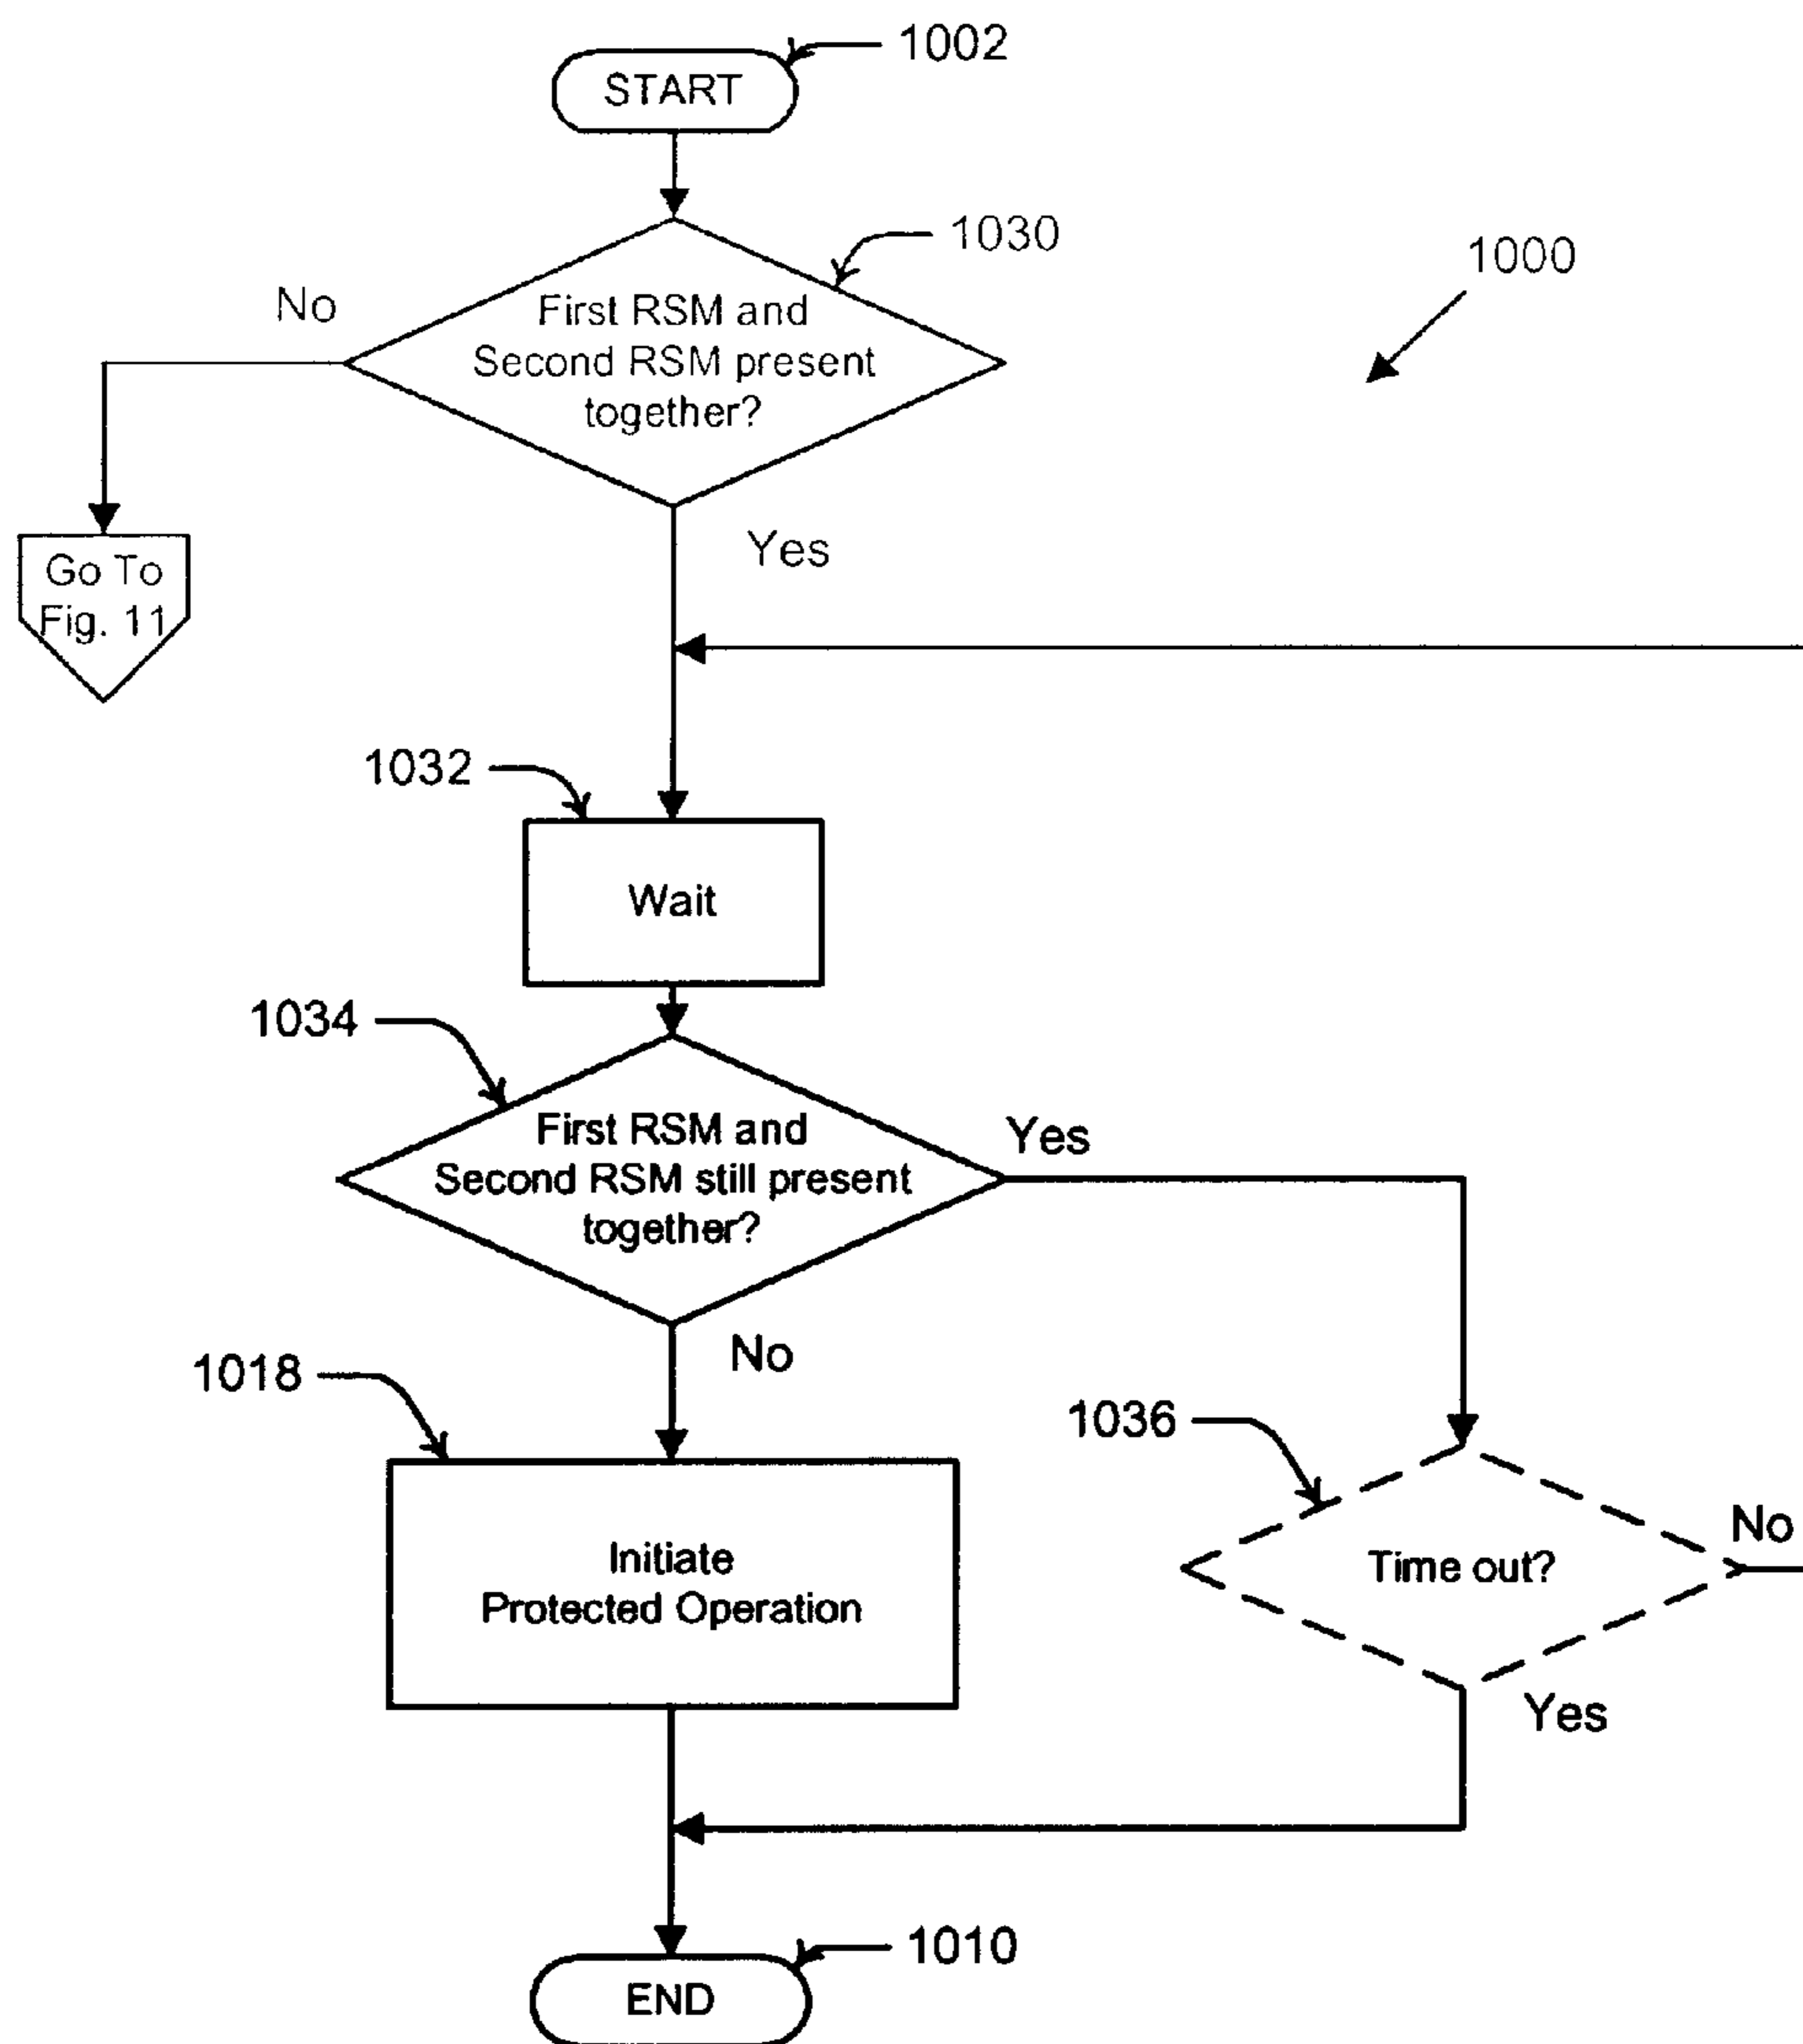 1002
START
1030
1000
No
First RSM and
Second RSM present
together?
Yes
Go To
Fig. 11
1032
Wait
1034
First RSM and
Second RSM still present
together?
Yes
No
1018
1036
Initiate
Protected Operation
Time out?
No
Yes
1010
END